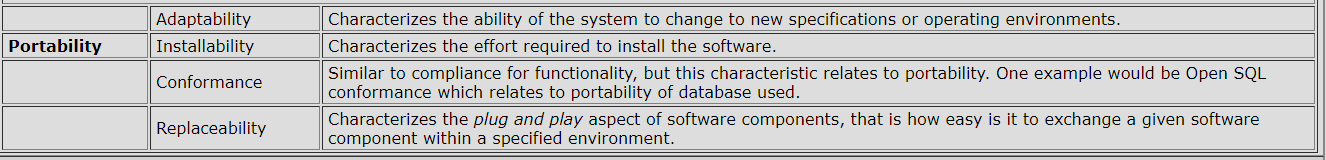 Adaptability Characterizes the ability of the system to change to new specifications or operating environments.
Portability Installability Characterizes the effort required to install the software.
Conformance Similar to compliance for functionality, but this characteristic relates to portability. One example would be Open SQL
conformance which relates to portability of database used.
Replaceability Characterizes the plug and play aspect of software components, that is how easy is it to exchange a given software
component within a specified environment.